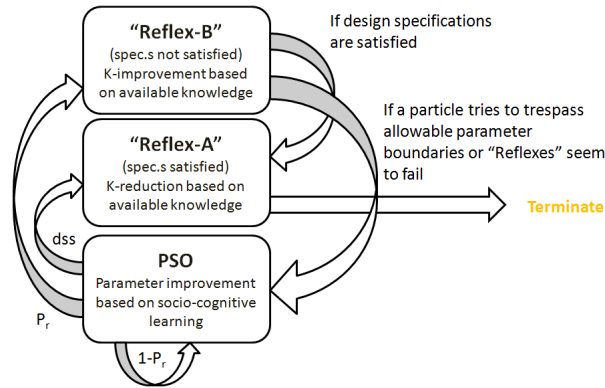 “Reflex-B”
(spec.s not satisfied)
K-improvement based
on available knowledge
If design specifications
are satisfied
“Reflex-A”
(spec.s satisfied)
K-reduction based on
available knowledge
If a particle tries to trespass
allowable parameter
boundaries or “Reflexes” seem
to fail
Terminate
dss
PSO
Parameter improvement
based on socio-cognitive
learning
Pr
1-Pr